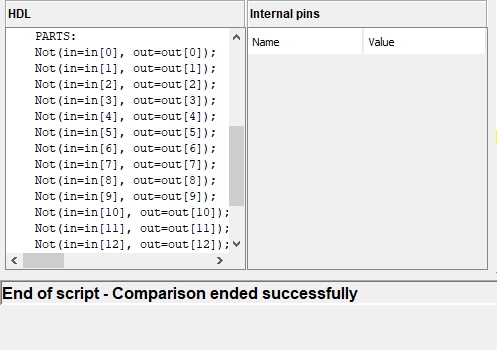 HDL
PARTS:
Not(in=in[0], out=out[0]);
Not(in=in[1], out=out[1]);
Not(in=in[2], out=out[2]);
Not(in=in[3], out=out[3]);
Not(in=in[4], out=out[4]);
Not(in=in[5], out=out[5]);
Not(in=in[6], out=out[6]);
Not(in=in[7], out=out[7]);
Not(in=in[8], out=out[8]);
Not(in=in[9], out=out[9]);
Not(in=in[10], out=out[10]);
Not(in=in[11], out=out[11]);
Not(in=in[12], out=out[12]);
Internal pins
Name Value
End of script - Comparison ended successfully